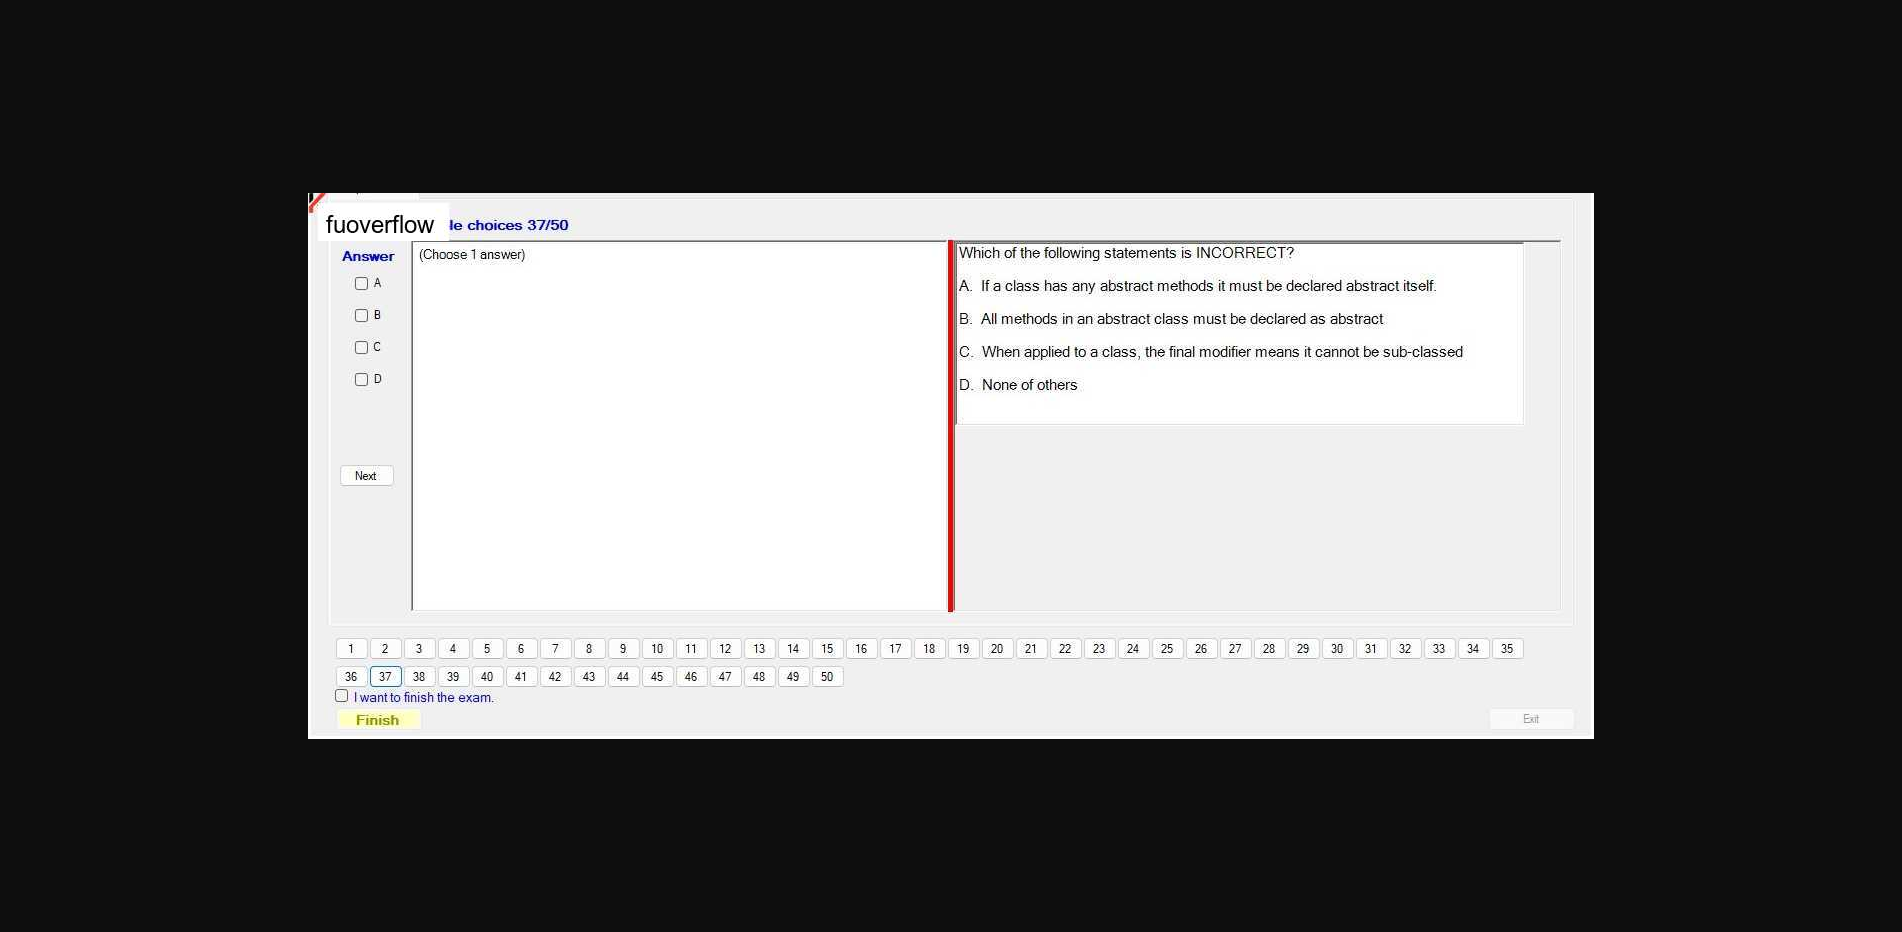 fuoverflow
le choices 37/50
Answer
(Choose 1 answer)
A
B
C
D
Next
Which of the following statements is INCORRECT?
A. If a class has any abstract methods it must be declared abstract itself.
B. All methods in an abstract class must be declared as abstract
C. When applied to a class, the final modifier means it cannot be sub-classed
D. None of others
1 2 3 4 5 6 7 8 9 10 11 12 13 14 15 16 17 18 19 20 21 22 23 24 25 26 27 28 29 30 31 32 33 34 35
36 37 38 39 40 41 42 43 44 45 46 47 48 49 50
I want to finish the exam.
Finish
Exit